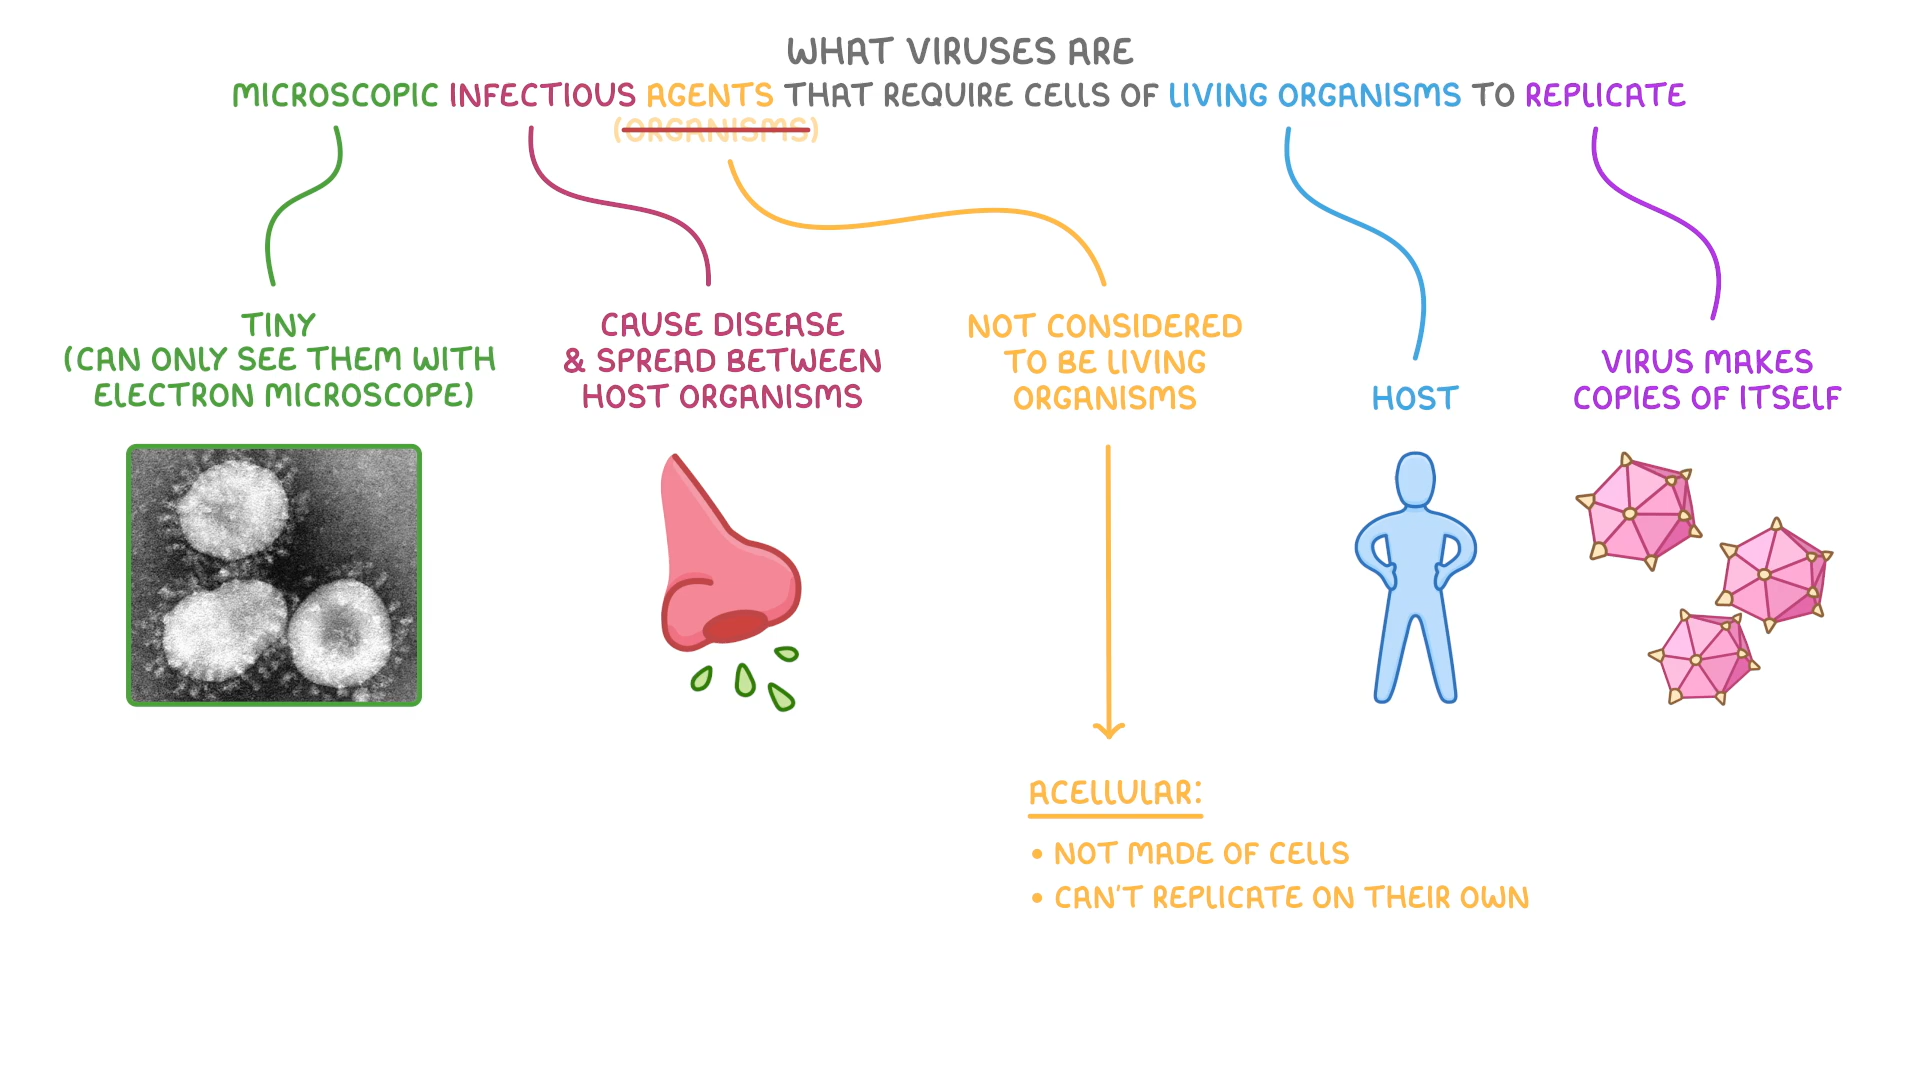 WHAT VIRUSES ARE
MICROSCOPIC INFECTIOUS AGENTS THAT REQUIRE CELLS OF LIVING ORGANISMS TO REPLICATE
(ORGANISMS)
TINY
(CAN ONLY SEE THEM WITH
ELECTRON MICROSCOPE)
CAUSE DISEASE
& SPREAD BETWEEN
HOST ORGANISMS
NOT CONSIDERED
TO BE LIVING
ORGANISMS
HOST
VIRUS MAKES
COPIES OF ITSELF
ACELLULAR:
• NOT MADE OF CELLS
• CAN'T REPLICATE ON THEIR OWN